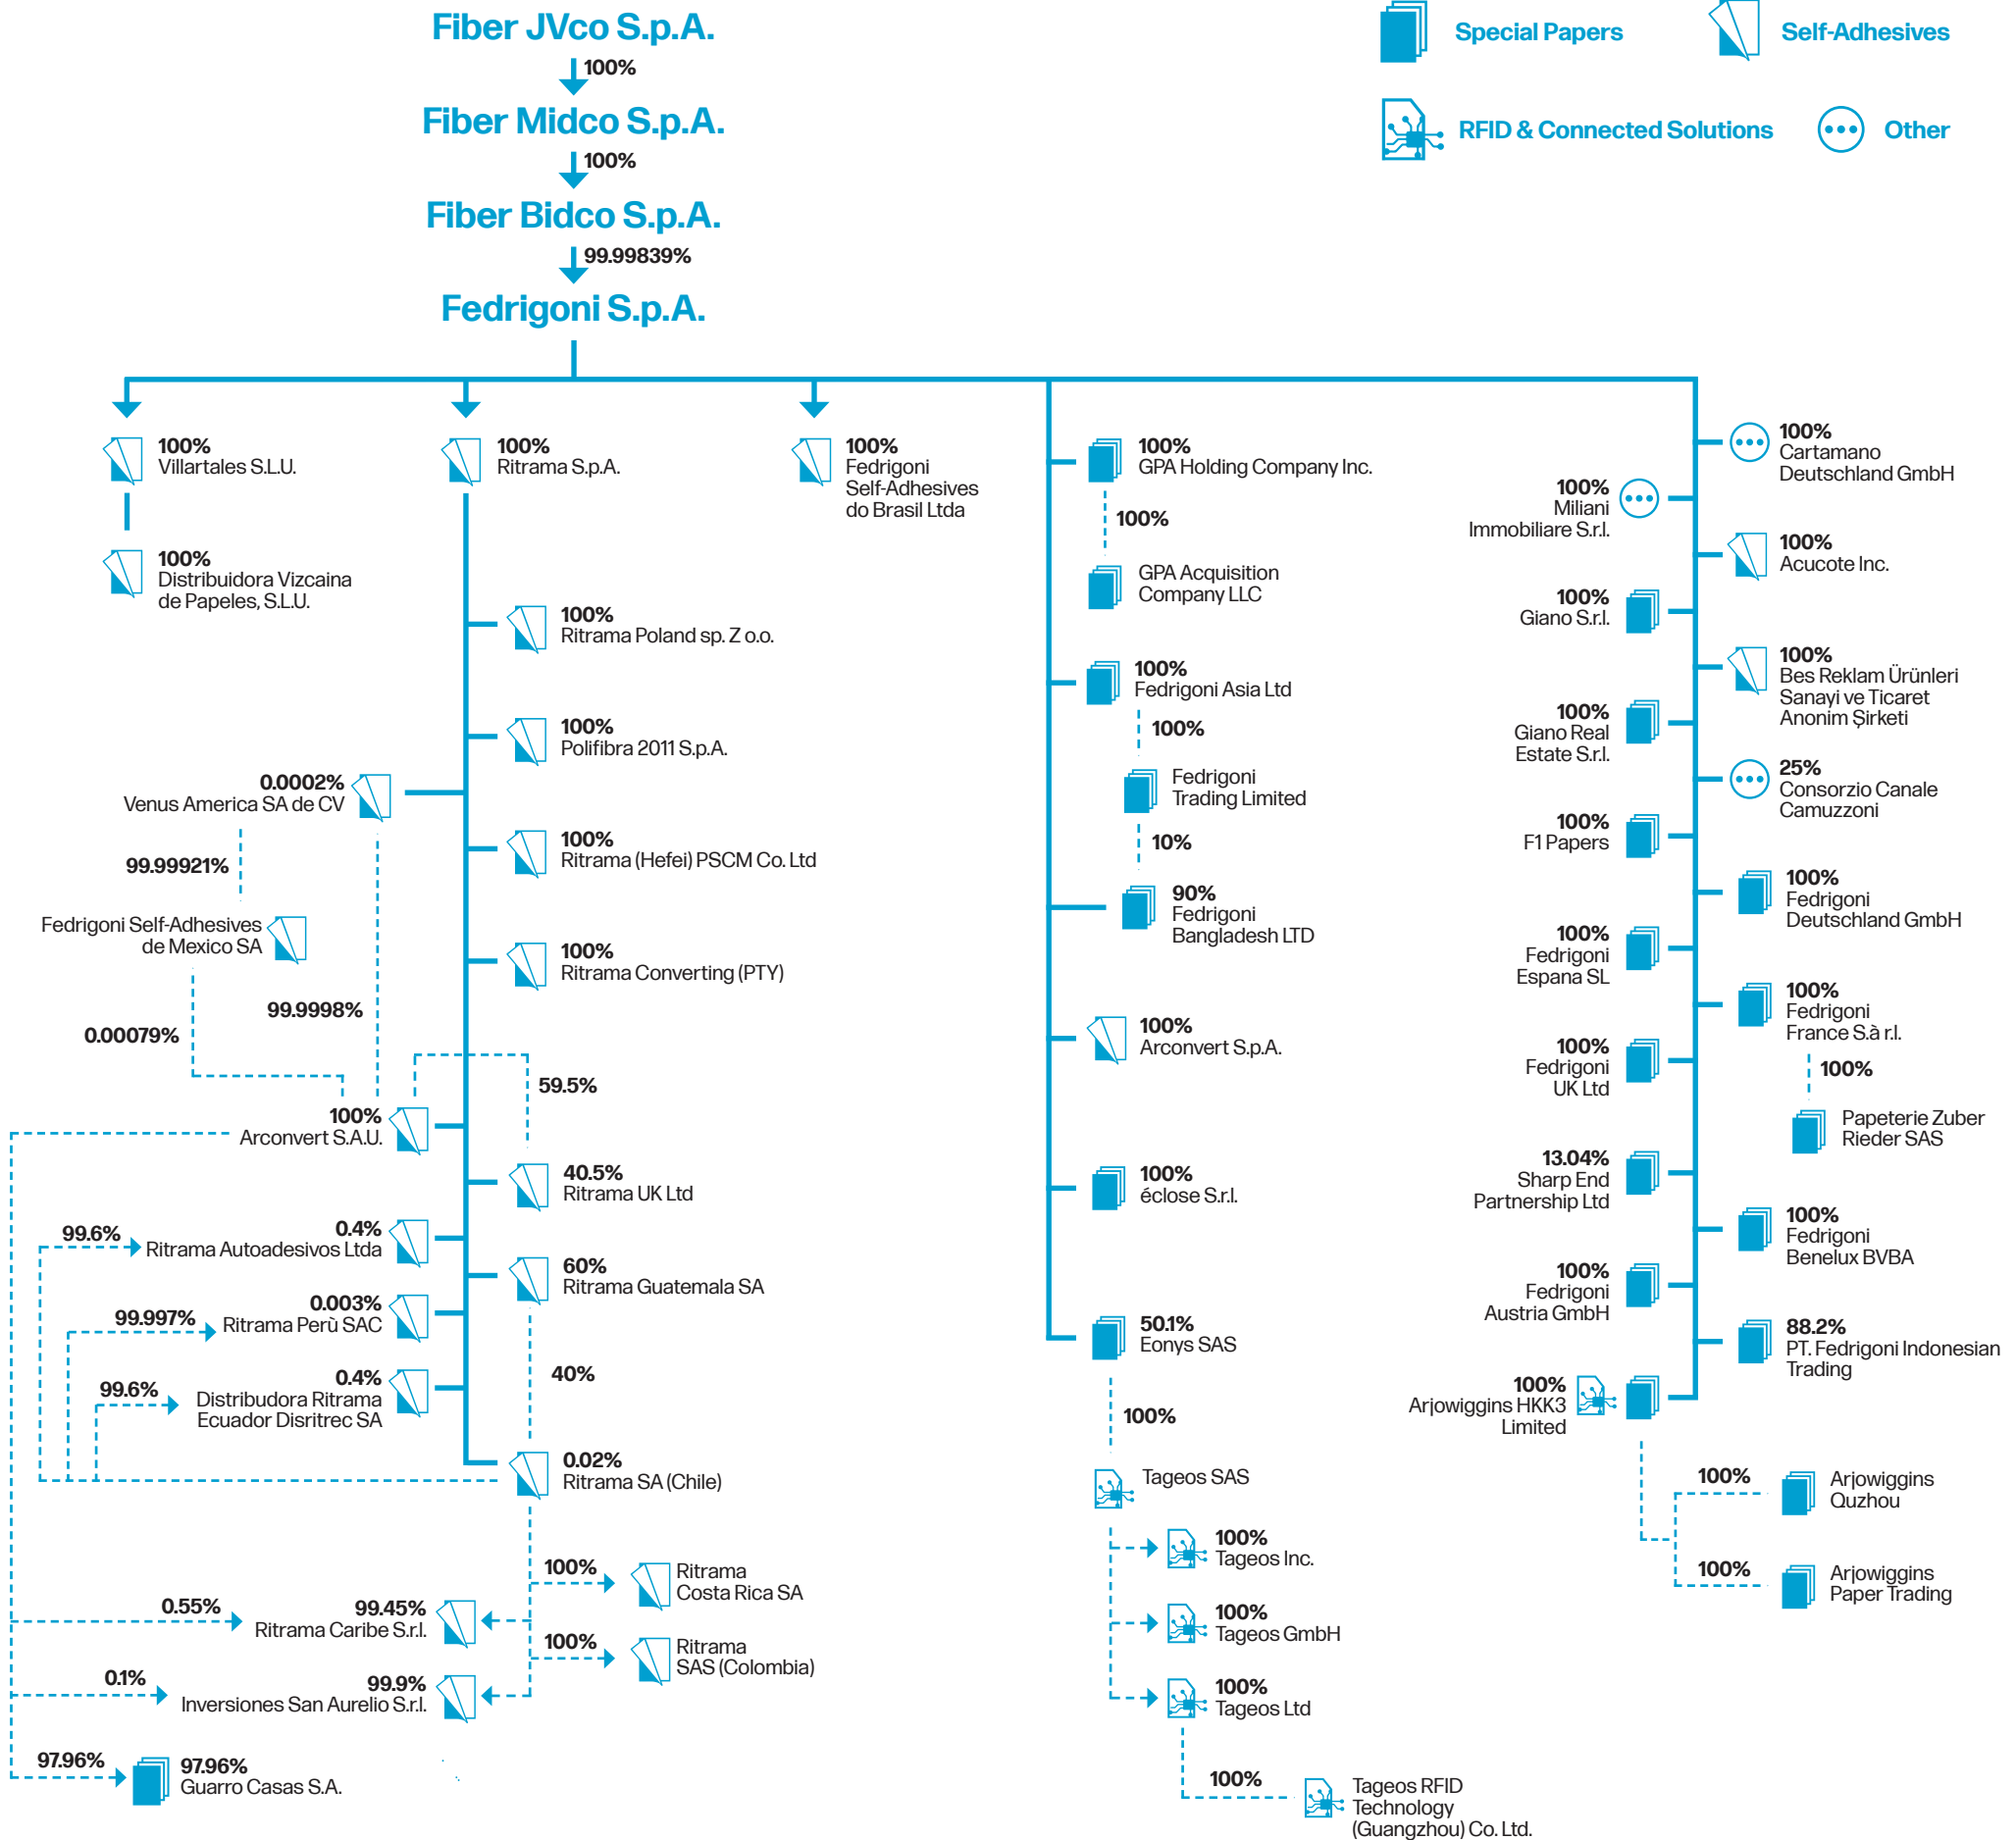 Fiber JVco S.p.A.
100%
Fiber Midco S.p.A.
100%
Fiber Bidco S.p.A.
99.99839%
Fedrigoni S.p.A.
Special Papers
Self-Adhesives
RFID & Connected Solutions
Other
100%
Villartales S.L.U.
100%
Distribuidora Vizcaina
de Papeles, S.L.U.
100%
Ritrama S.p.A.
100%
Ritrama Poland sp. Z o.o.
100%
Polifibra 2011 S.p.A.
0.0002%
Venus America SA de CV
99.99921%
100%
Ritrama (Hefei) PSCM Co. Ltd
Fedrigoni Self-Adhesives
de Mexico SA
100%
Ritrama Converting (PTY)
99.9998%
0.00079%
59.5%
100%
Arconvert S.A.U.
40.5%
Ritrama UK Ltd
99.6%
0.4%
Ritrama Autoadesivos Ltda
60%
Ritrama Guatemala SA
99.997%
0.003%
Ritrama Perù SAC
40%
99.6%
0.4%
Distribudora Ritrama
Ecuador Disritrec SA
0.02%
Ritrama SA (Chile)
100%
Ritrama
Costa Rica SA
0.55%
99.45%
Ritrama Caribe S.r.l.
100%
Ritrama
SAS (Colombia)
0.1%
99.9%
Inversiones San Aurelio S.r.l.
97.96%
97.96%
Guarro Casas S.A.
100%
Fedrigoni
Self-Adhesives
do Brasil Ltda
100%
GPA Holding Company Inc.
100%
GPA Acquisition
Company LLC
100%
Fedrigoni Asia Ltd
100%
Fedrigoni
Trading Limited
10%
90%
Fedrigoni
Bangladesh LTD
100%
Arconvert S.p.A.
100%
éclose S.r.l.
50.1%
Eonys SAS
100%
Tageos SAS
100%
Tageos Inc.
100%
Tageos GmbH
100%
Tageos Ltd
100%
Tageos RFID
Technology
(Guangzhou) Co. Ltd.
100%
Cartamano
Deutschland GmbH
100%
Miliani
Immobiliare S.r.l.
100%
Acucote Inc.
100%
Giano S.r.l.
100%
Bes Reklam Ürünleri
Sanayi ve Ticaret
Anonim Şirketi
100%
Giano Real
Estate S.r.l.
25%
Consorzio Canale
Camuzzoni
100%
F1 Papers
100%
Fedrigoni
Deutschland GmbH
100%
Fedrigoni
Espana SL
100%
Fedrigoni
France S.à r.l.
100%
Fedrigoni
UK Ltd
100%
Papeterie Zuber
Rieder SAS
13.04%
Sharp End
Partnership Ltd
100%
Fedrigoni
Benelux BVBA
100%
Fedrigoni
Austria GmbH
88.2%
PT. Fedrigoni Indonesian
Trading
100%
Arjowiggins HKK3
Limited
100%
Arjowiggins
Quzhou
100%
Arjowiggins
Paper Trading